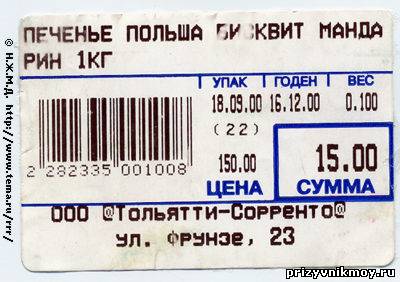 ПЕЧЕНЬЕ ПОЛЬША БИСКВИТ МАНДА
РИН 1КГ
УПАК ГОДЕН ВЕС
18.09.00 16.12.00 0.100
(22)
150.00 15.00
ЦЕНА СУММА
2 282335 001008
ООО @Тольятти-Сорренто@
ул. Фрунзе, 23
© Н.Ж.М.Д. http://www.tema.ru/rrr/
prizyvnikmoy.ru